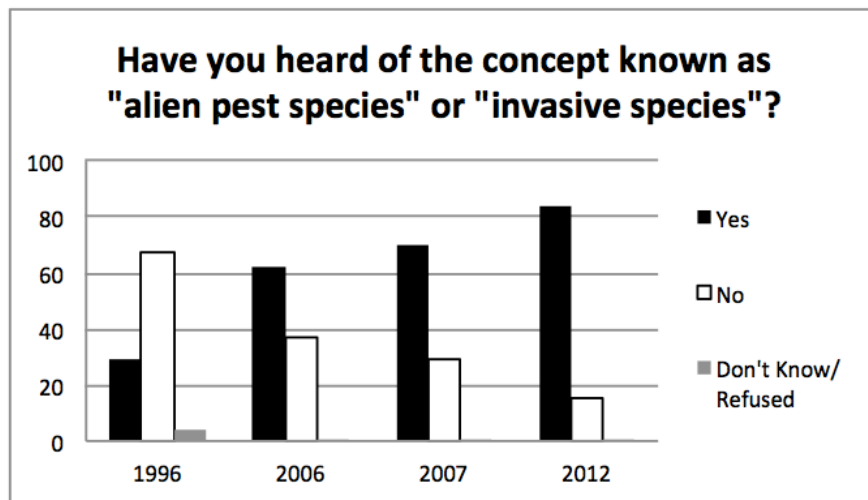 Have you heard of the concept known as
"alien pest species" or "invasive species"?
100
80
60
40
20
0
1996
2006
2007
2012
Yes
No
Don't Know/
Refused